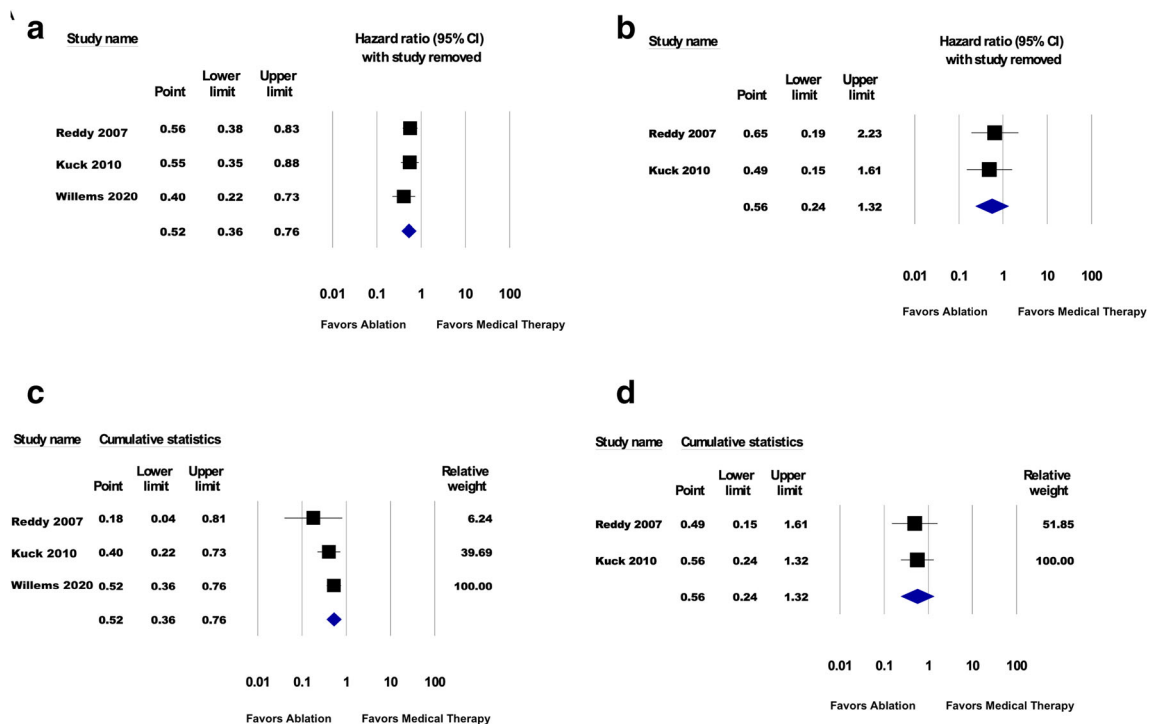 a
Study name
Hazard ratio (95% CI)
with study removed
Point Lower limit Upper limit
Reddy 2007 0.56 0.38 0.83
Kuck 2010 0.55 0.35 0.88
Willems 2020 0.40 0.22 0.73
0.52 0.36 0.76
0.01 0.1 1 10 100
Favors Ablation Favors Medical Therapy
b
Study name
Hazard ratio (95% CI)
with study removed
Point Lower limit Upper limit
Reddy 2007 0.65 0.19 2.23
Kuck 2010 0.49 0.15 1.61
0.56 0.24 1.32
0.01 0.1 1 10 100
Favors Ablation Favors Medical Therapy
c
Study name Cumulative statistics
Point Lower limit Upper limit Relative weight
Reddy 2007 0.18 0.04 0.81 6.24
Kuck 2010 0.40 0.22 0.73 39.69
Willems 2020 0.52 0.36 0.76 100.00
0.52 0.36 0.76
0.01 0.1 1 10 100
Favors Ablation Favors Medical Therapy
d
Study name Cumulative statistics
Point Lower limit Upper limit Relative weight
Reddy 2007 0.49 0.15 1.61 51.85
Kuck 2010 0.56 0.24 1.32 100.00
0.56 0.24 1.32
0.01 0.1 1 10 100
Favors Ablation Favors Medical Therapy